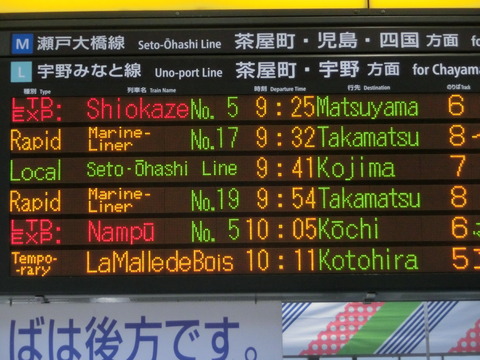 M 瀬戸大橋線 Seto-Ōhashi Line 茶屋町・児島・四国 方面 fo
L 宇野みなと線 Uno-port Line 茶屋町・宇野 方面 for Chayama
種別 Type 列車名 Train Name 時刻 Departure Time 行先 Destination のりば Track
LTD. EXP. Shiokaze No. 5 9:25 Matsuyama 6
Rapid Marine-Liner No.17 9:32 Takamatsu 8
Local Seto-Ōhashi Line 9:41 Kojima 7
Rapid Marine-Liner No.19 9:54 Takamatsu 8
LTD. EXP. Nampū No. 5 10:05 Kōchi 6
Tempo-rary LaMalledeBois 10:11 Kotohira 5
ばは後方です。